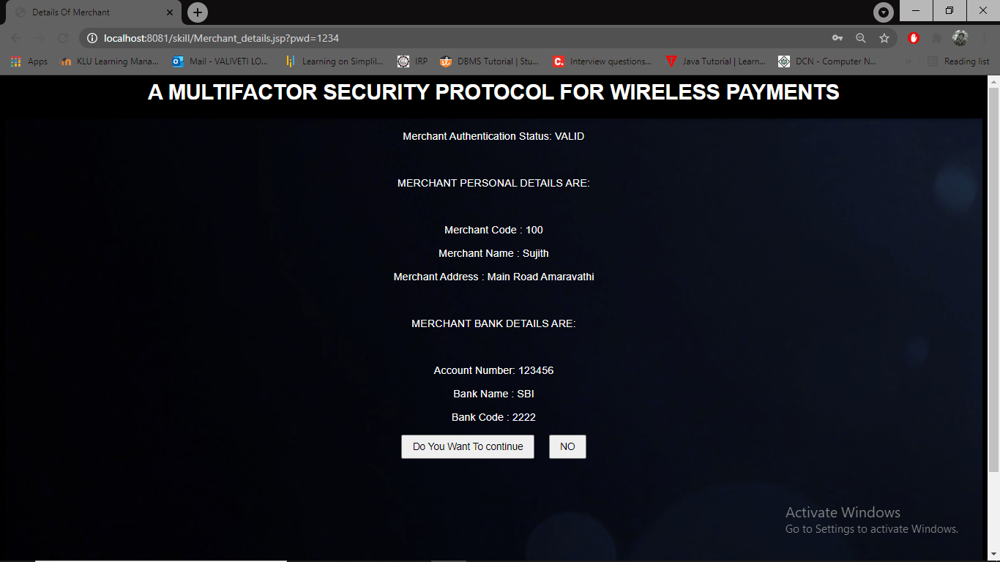 Details Of Merchant
localhost:8081/skill/Merchant_details.jsp?pwd=1234
Apps KLU Learning Mana... Mail - VALIVETI LO... Learning on Simplil... IRP DBMS Tutorial | Stu... Interview questions... Java Tutorial | Learn... DCN - Computer N... » Reading list
A MULTIFACTOR SECURITY PROTOCOL FOR WIRELESS PAYMENTS
Merchant Authentication Status: VALID
MERCHANT PERSONAL DETAILS ARE:
Merchant Code : 100
Merchant Name : Sujith
Merchant Address : Main Road Amaravathi
MERCHANT BANK DETAILS ARE:
Account Number: 123456
Bank Name : SBI
Bank Code : 2222
Do You Want To continue NO
Activate Windows
Go to Settings to activate Windows.